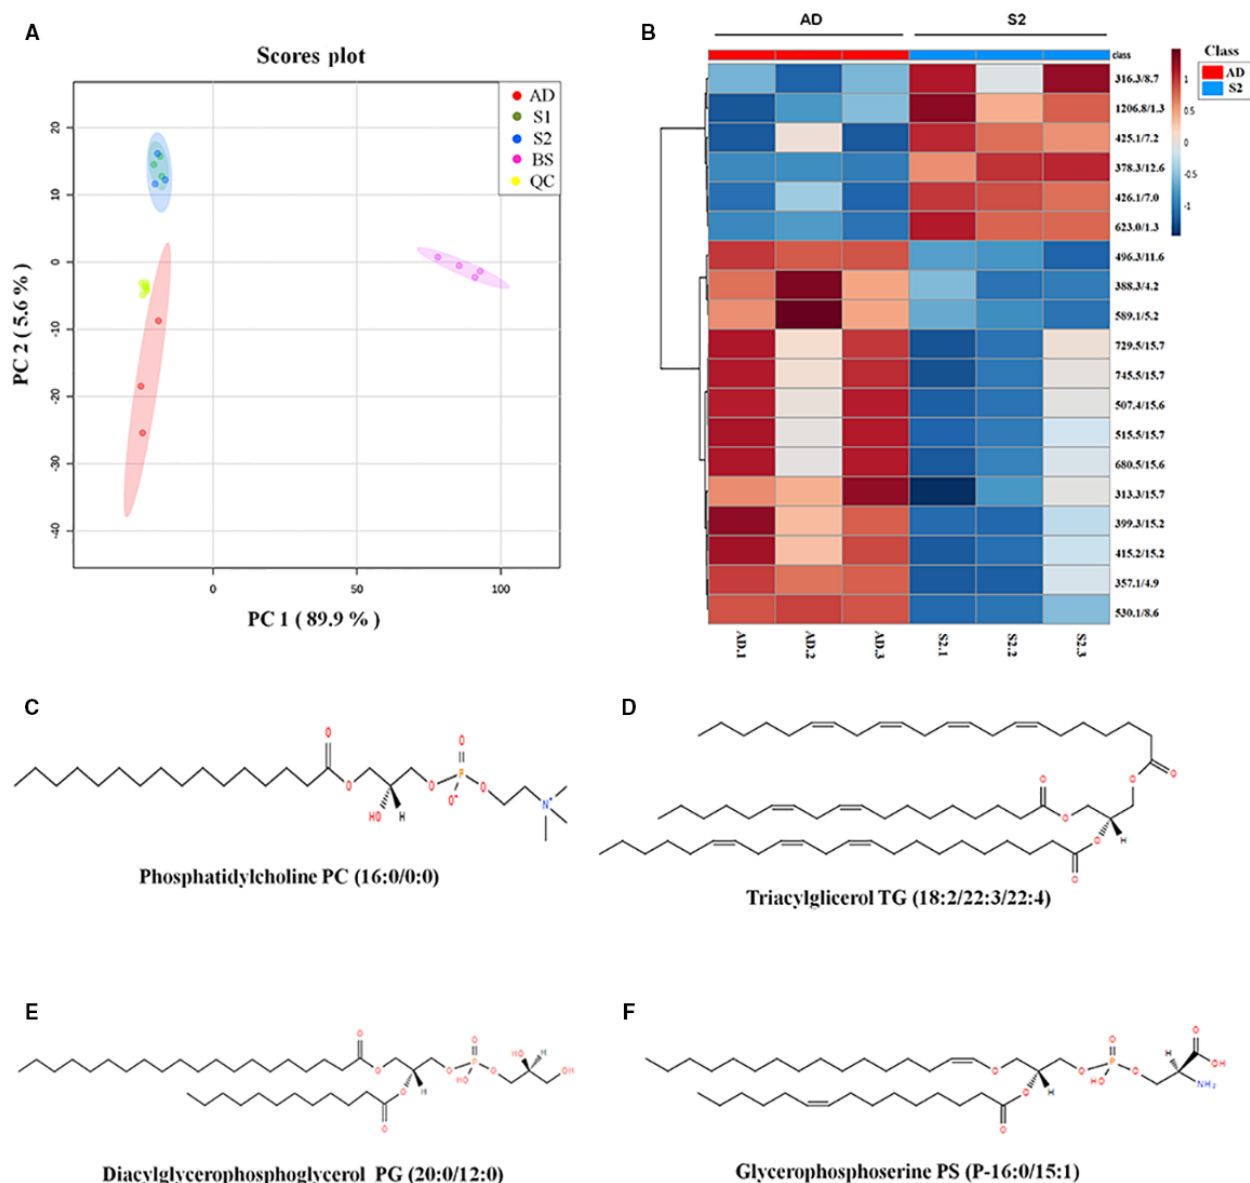 A
Scores plot
AD
S1
S2
BS
QC
20
10
0
-10
-20
-30
-40
PC 2 ( 5.6 % )
0
50
100
PC 1 ( 89.9 % )
B
AD
S2
class
316.3/8.7
1206.8/1.3
425.1/7.2
378.3/12.6
426.1/7.0
623.0/1.3
496.3/11.6
388.3/4.2
589.1/5.2
729.5/15.7
745.5/15.7
507.4/15.6
515.5/15.7
680.5/15.6
313.3/15.7
399.3/15.2
415.2/15.2
357.1/4.9
530.1/8.6
AD.1
AD.2
AD.3
S2.1
S2.2
S2.3
1
0.5
0
-0.5
-1
Class
AD
S2
C
O
O
HO
H
O
P
O
O-
O
N+
Phosphatidylcholine PC (16:0/0:0)
D
O
O
O
O
O
H
O
Triacylglicerol TG (18:2/22:3/22:4)
E
O
O
O
H
O
O
O
P
HO
O
HO
H
OH
Diacylglycerophosphoglycerol PG (20:0/12:0)
F
O
O
O
H
O
O
P
HO
O
H
O
OH
NH2
Glycerophosphoserine PS (P-16:0/15:1)